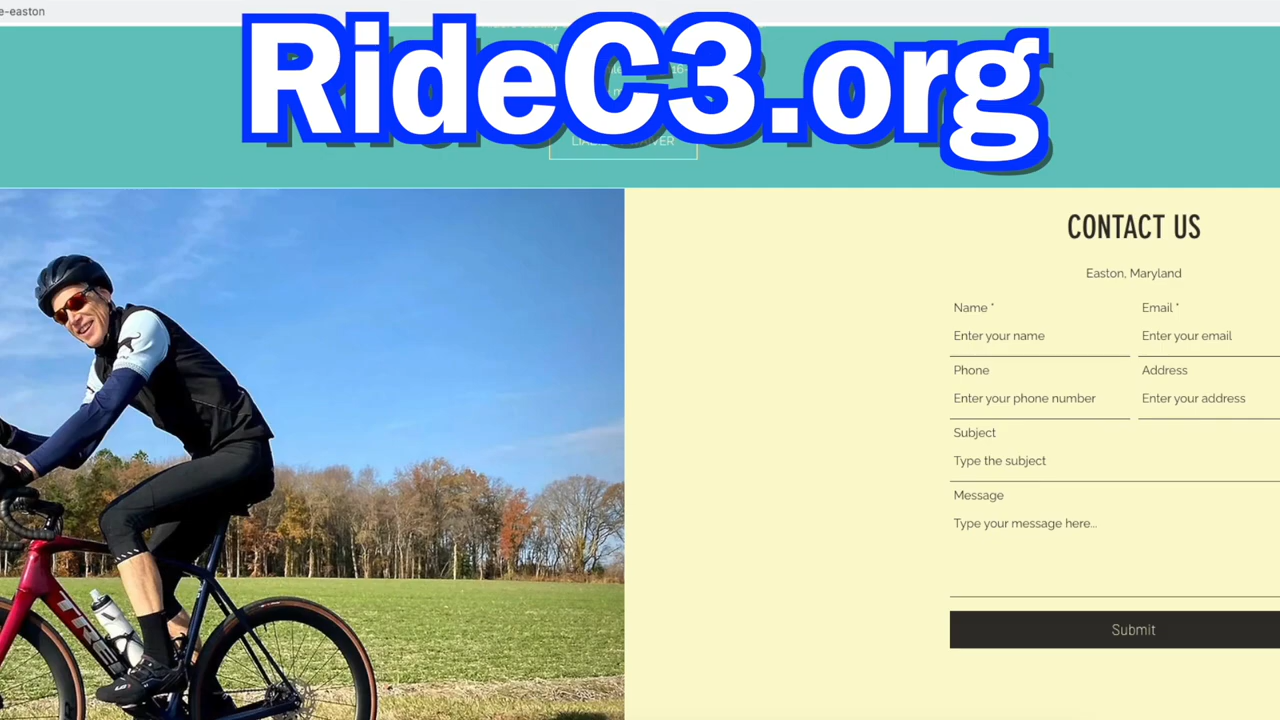 e-easton
RideC3.org
CONTACT US
Easton, Maryland
Name * Email *
Enter your name Enter your email
Phone Address
Enter your phone number Enter your address
Subject
Type the subject
Message
Type your message here...
Submit
TREK